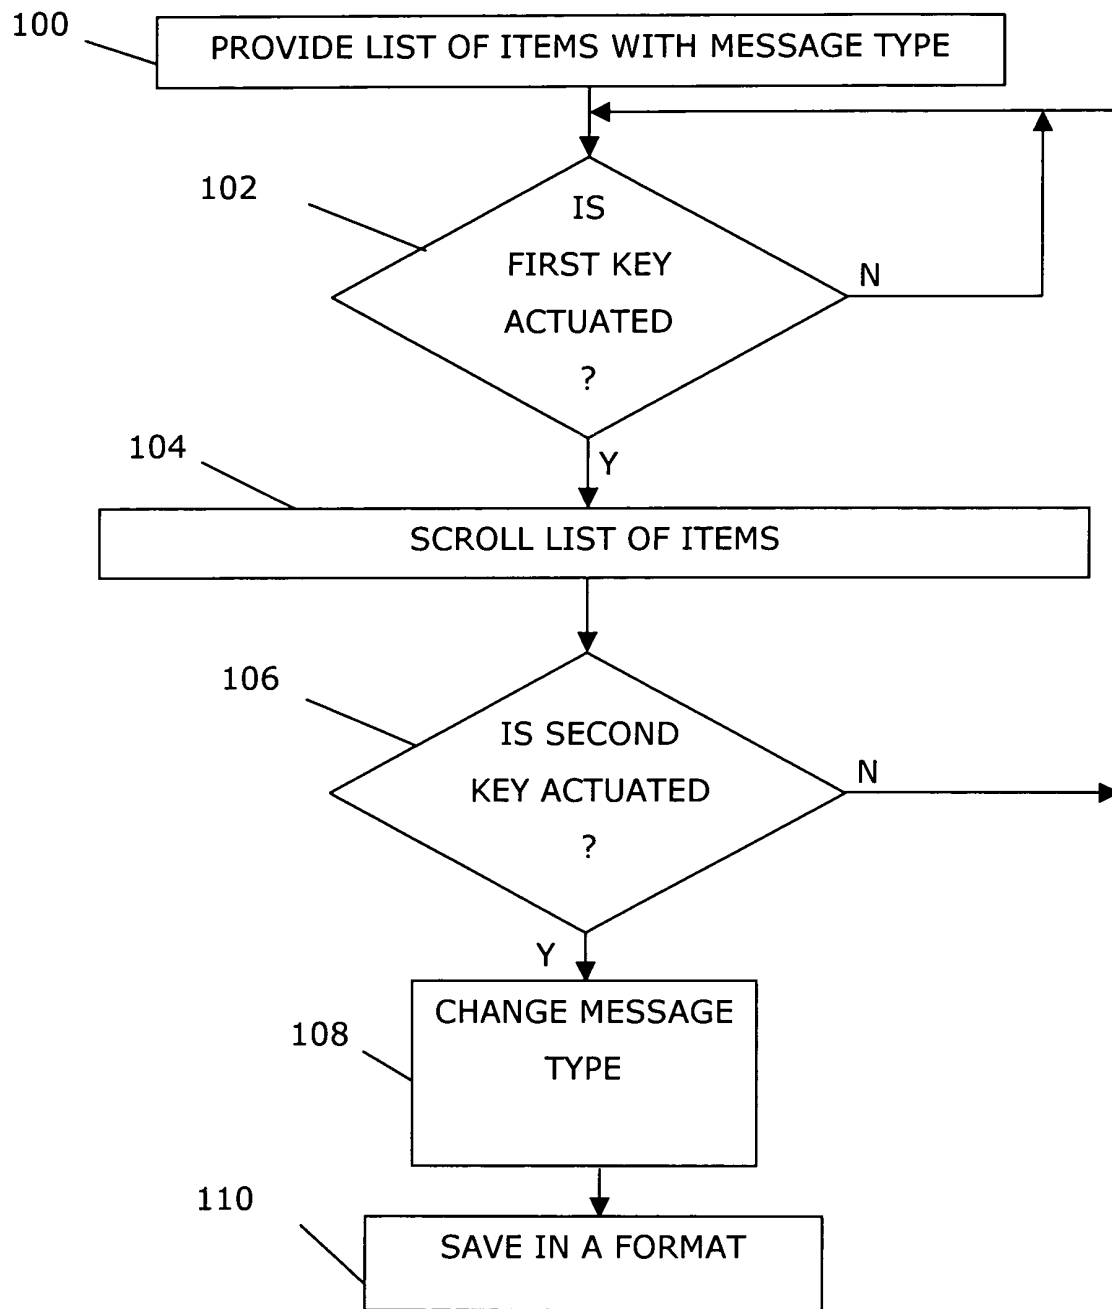 100
PROVIDE LIST OF ITEMS WITH MESSAGE TYPE
102
IS
FIRST KEY
ACTUATED
?
N
Y
104
SCROLL LIST OF ITEMS
106
IS SECOND
KEY ACTUATED
?
N
Y
108
CHANGE MESSAGE
TYPE
110
SAVE IN A FORMAT